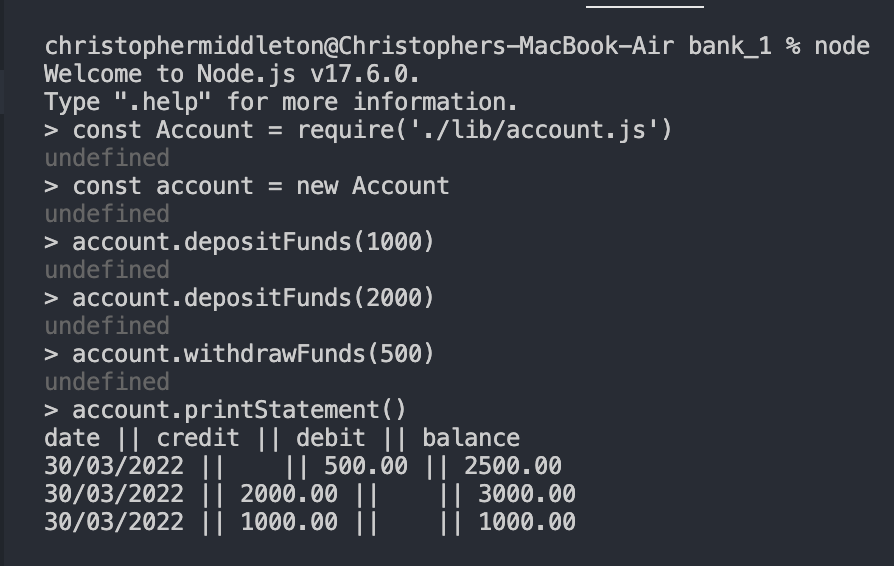 christophermiddleton@Christophers-MacBook-Air bank_1 % node
Welcome to Node.js v17.6.0.
Type ".help" for more information.
> const Account = require('./lib/account.js')
undefined
> const account = new Account
undefined
> account.depositFunds(1000)
undefined
> account.depositFunds(2000)
undefined
> account.withdrawFunds(500)
undefined
> account.printStatement()
date || credit || debit || balance
30/03/2022 ||    || 500.00 || 2500.00
30/03/2022 || 2000.00 ||    || 3000.00
30/03/2022 || 1000.00 ||    || 1000.00